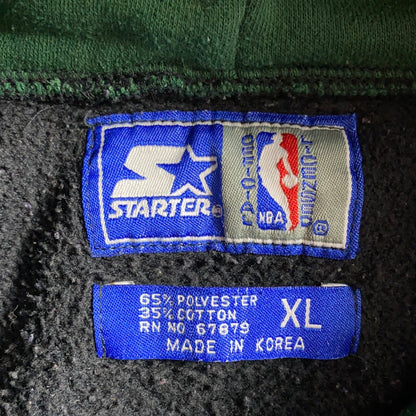 STARTER®
OFFICIAL
NBA
LICENSED
®
65% POLYESTER
35% COTTON
RN NO 67879
XL
MADE IN KOREA